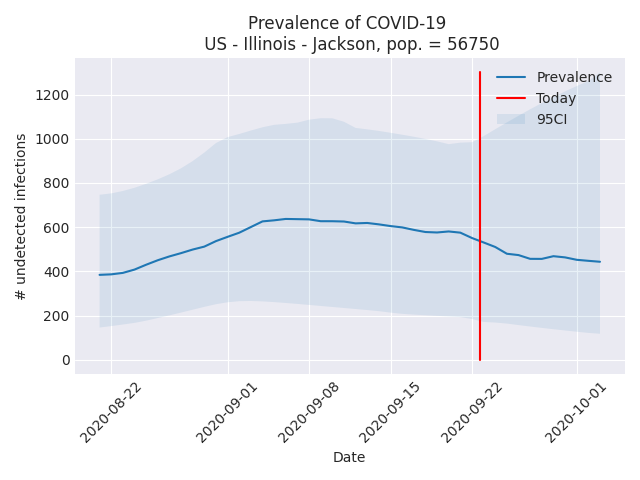 Prevalence of COVID-19
US - Illinois - Jackson, pop. = 56750
Prevalence
Today
95CI
# undetected infections
1200
1000
800
600
400
200
0
2020-08-22
2020-09-01
2020-09-08
2020-09-15
2020-09-22
2020-10-01
Date